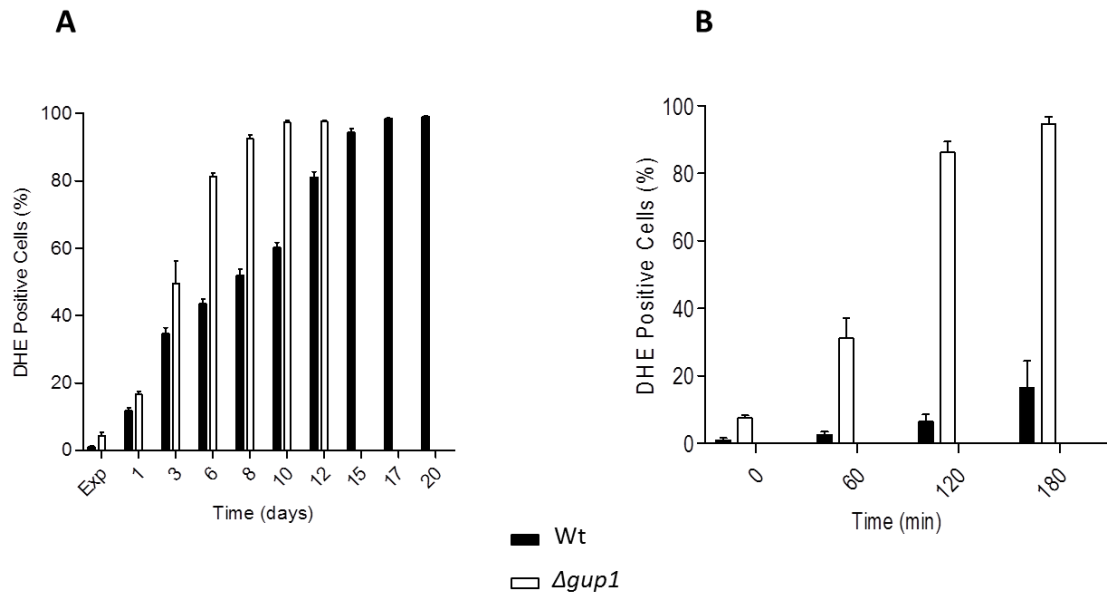 A
B
DHE Positive Cells (%)
100
80
60
40
20
0
Exp 1 3 6 8 10 12 15 17 20
Time (days)
DHE Positive Cells (%)
100
80
60
40
20
0
0 60 120 180
Time (min)
Wt
Δgup1